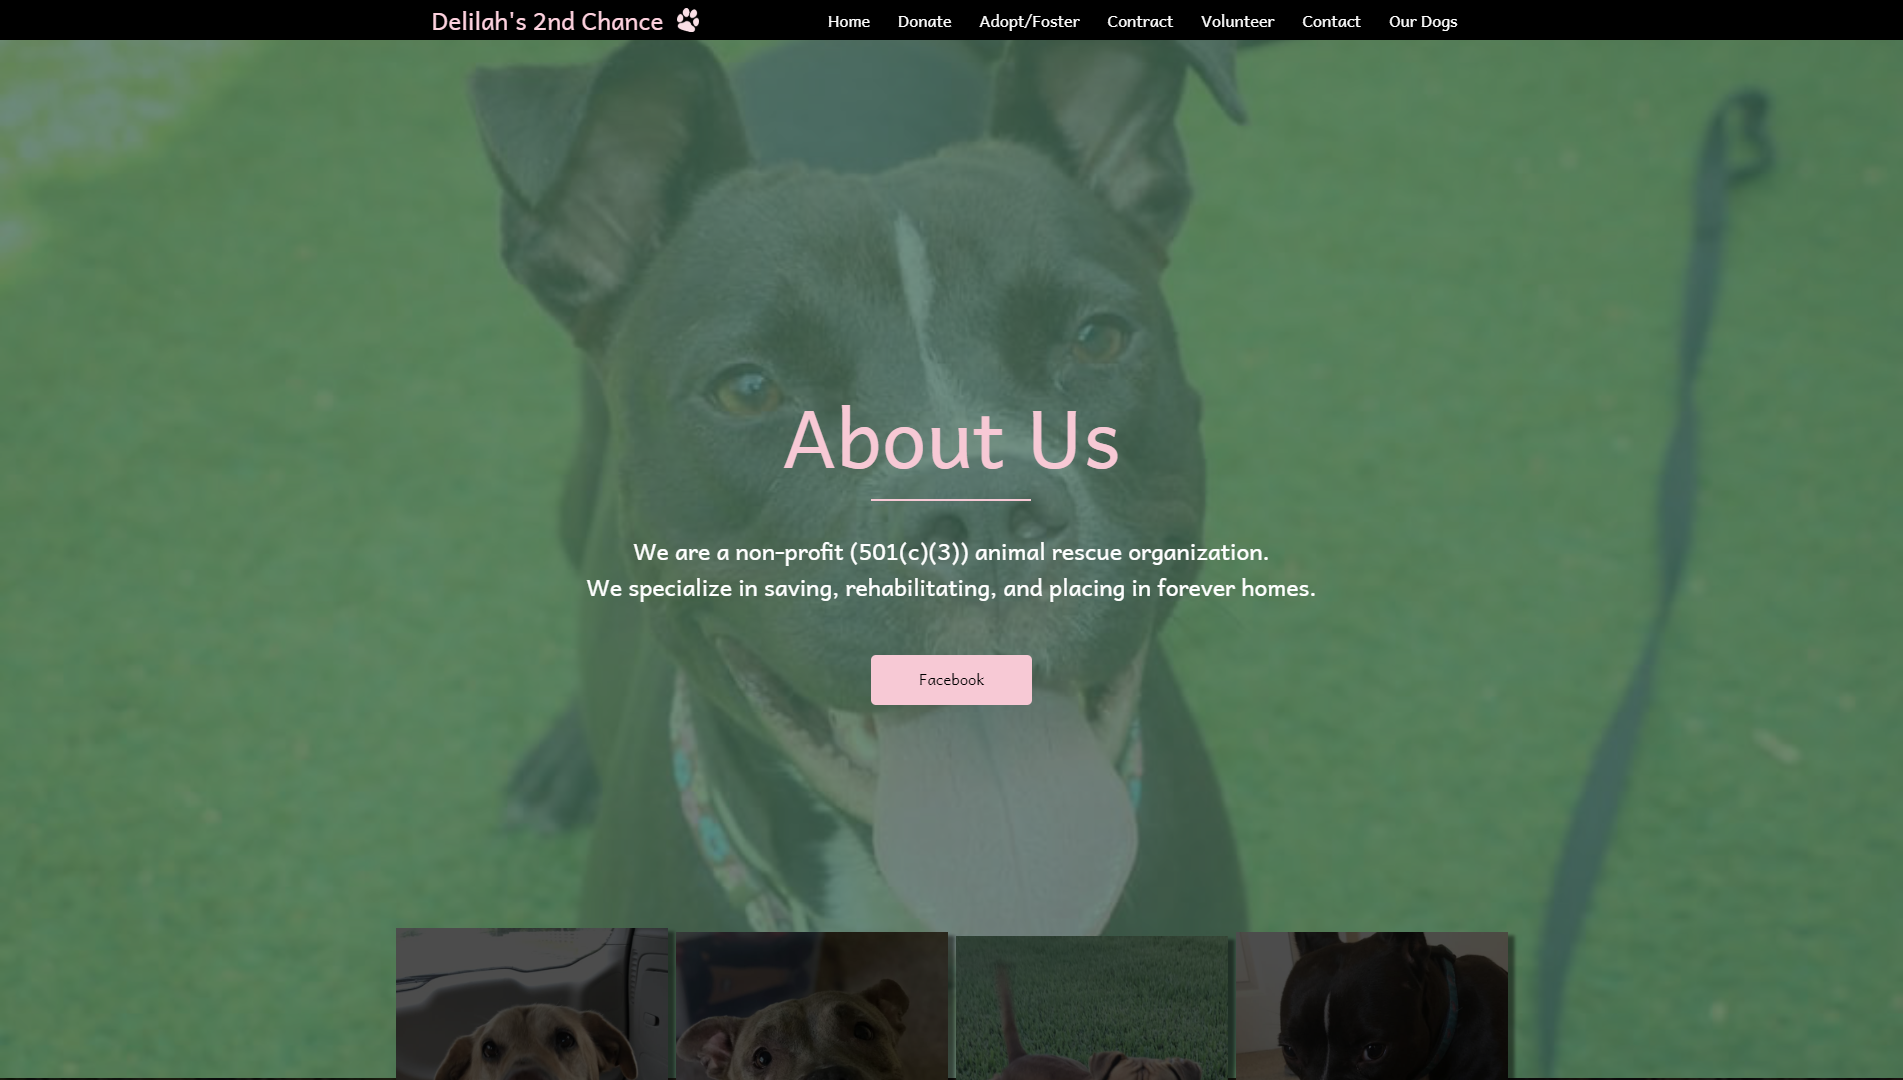 Delilah's 2nd Chance
Home Donate Adopt/Foster Contract Volunteer Contact Our Dogs
About Us
We are a non-profit (501(c)(3)) animal rescue organization.
We specialize in saving, rehabilitating, and placing in forever homes.
Facebook